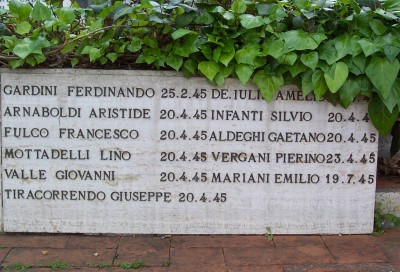 GARDINI FERDINANDO 25.2.45 DE. IULI
ARNABOLDI ARISTIDE 20.4.45 INFANTI SILVIO 20.4.4
FULCO FRANCESCO 20.4.45 ALDEGHI GAETANO 20.4.45
MOTTADELLI LINO 20.4.45 VERGANI PIERINO 23.4.45
VALLE GIOVANNI 20.4.45 MARIANI EMILIO 19.7.45
TIRACORRENDO GIUSEPPE 20.4.45